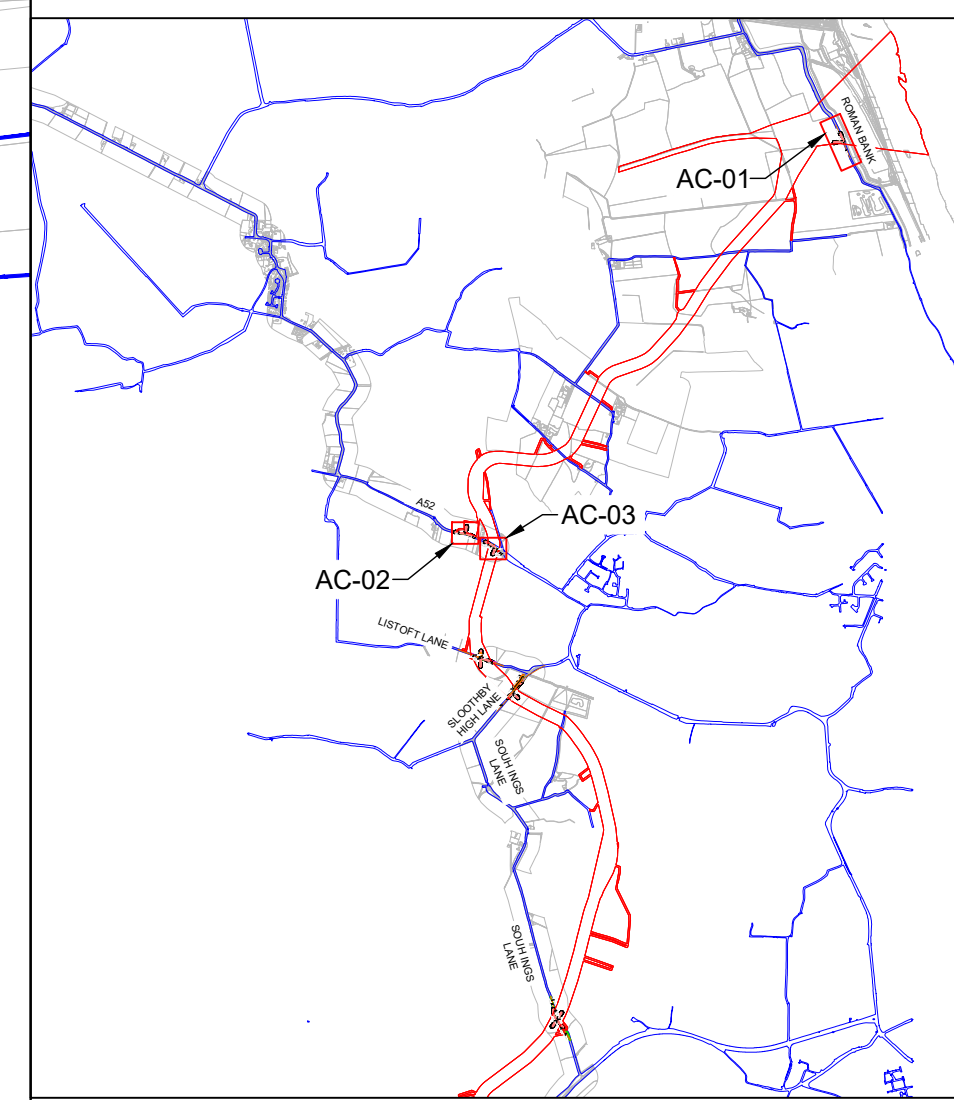 ROMAN BANK
AC-01
A52
AC-03
AC-02
LISTOFT LANE
SLOOTHBY
HIGH LANE
SOUH INGS
LANE
SOUH INGS
LANE